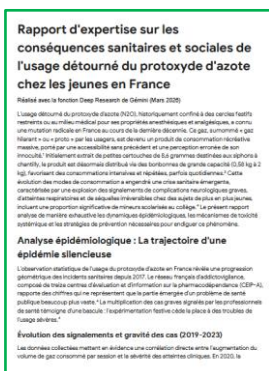 Rapport d'expertise sur les
conséquences sanitaires et sociales de
l'usage détourné du protoxyde d'azote
chez les jeunes en France
Réalisé avec la fonction Deep Research de Gémini (Mars 2026)
L'usage détourné du protoxyde d'azote (N2O), historiquement confiné à des cercles festifs
restreints ou au milieu médical pour ses propriétés anesthésiques et analgésiques, a connu
une mutation radicale en France au cours de la dernière décennie. Ce gaz, surnommé « gaz
hilarant » ou « proto » par les usagers, est devenu un produit de consommation récréative
massive, porté par une accessibilité sans précédent et une perception erronée de son
innocuité. Initialement extrait de petites cartouches de 8,6 grammes destinées aux siphons à
chantilly, le produit est désormais distribué via des bonbonnes de grande capacité (0,58 kg à 2
kg), favorisant des consommations intensives et répétées, parfois quotidiennes. Cette
évolution des modes de consommation a engendré une crise sanitaire émergente,
caractérisée par une explosion des signalements de complications neurologiques graves,
d'atteintes respiratoires et de séquelles irréversibles chez des sujets de plus en plus jeunes,
incluant une proportion significative de mineurs scolarisés au collège. Le présent rapport
analyse de manière exhaustive les dynamiques épidémiologiques, les mécanismes de toxicité
systémique et les stratégies de prévention nécessaires pour endiguer ce phénomène.
Analyse épidémiologique : La trajectoire d'une
épidémie silencieuse
L'observation statistique de l'usage du protoxyde d'azote en France révèle une progression
géométrique des incidents sanitaires depuis 2017. Le réseau français d'addictovigilance,
composé de treize centres d'évaluation et d'information sur la pharmacodépendance (CEIP-A),
rapporte des chiffres qui ne représentent que la partie émergée d'un problème de santé
publique beaucoup plus vaste. La multiplication des cas graves signalés par les professionnels
de santé témoigne d'une bascule : l'expérimentation festive cède la place à des troubles de
l'usage sévères.
Évolution des signalements et gravité des cas (2019-2023)
Les données collectées mettent en évidence une corrélation directe entre l'augmentation du
volume de gaz consommé par session et la sévérité des atteintes cliniques. En 2020, la